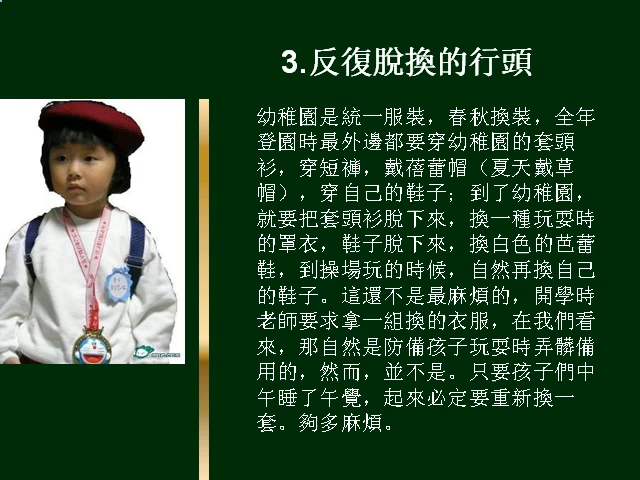 3.反復脫換的行頭
幼稚園是統一服裝，春秋換裝，全年
登園時最外邊都要穿幼稚園的套頭
衫，穿短褲，戴蓓蕾帽（夏天戴草
帽），穿自己的鞋子；到了幼稚園，
就要把套頭衫脫下來，換一種玩耍時
的罩衣，鞋子脫下來，換白色的芭蕾
鞋，到操場玩的時候，自然再換自己
的鞋子。這還不是最麻煩的，開學時
老師要求拿一組換的衣服，在我們看
來，那自然是防備孩子玩耍時弄髒備
用的，然而，並不是。只要孩子們中
午睡了午覺，起來必定要重新換一
套。夠多麻煩。